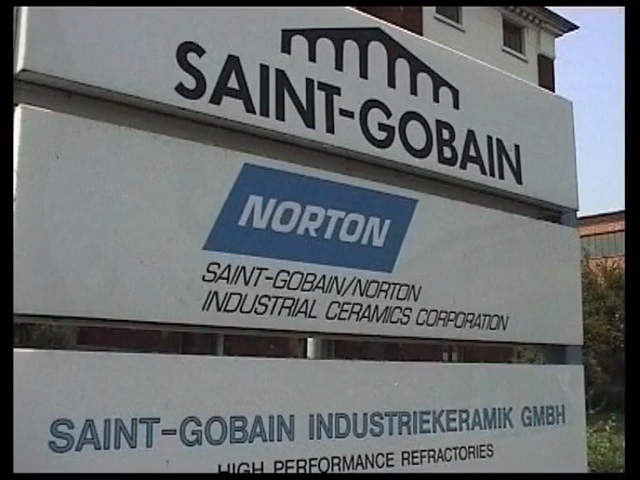 SAINT-GOBAIN
NORTON
SAINT-GOBAIN/NORTON
INDUSTRIAL CERAMICS CORPORATION
SAINT-GOBAIN INDUSTRIEKERAMIK GMBH
HIGH PERFORMANCE REFRACTORIES